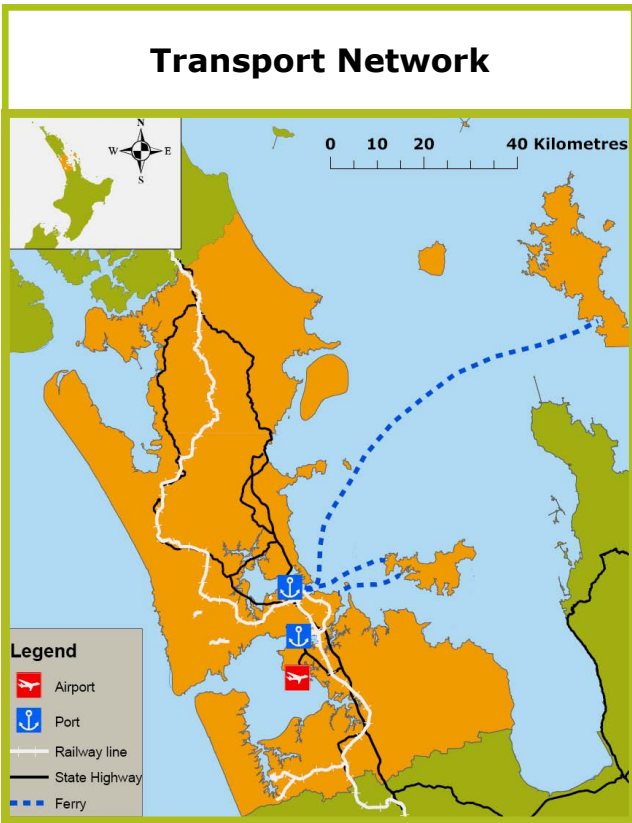 Transport Network
N
W E
S
0 10 20 40 Kilometres
Legend
Airport
Port
Railway line
State Highway
Ferry